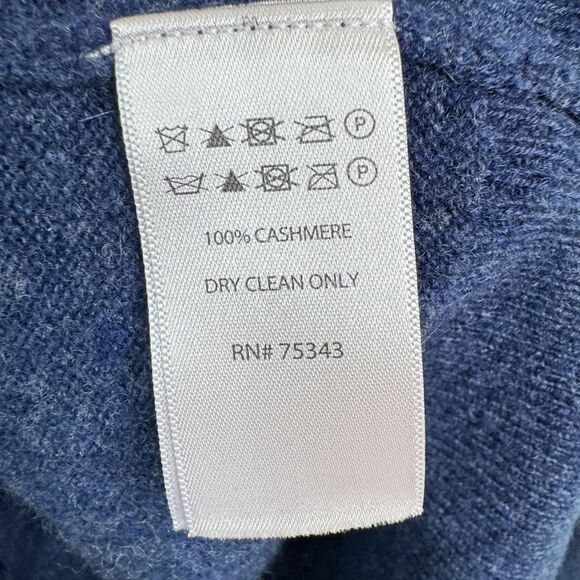 P
P
100% CASHMERE
DRY CLEAN ONLY
RN# 75343